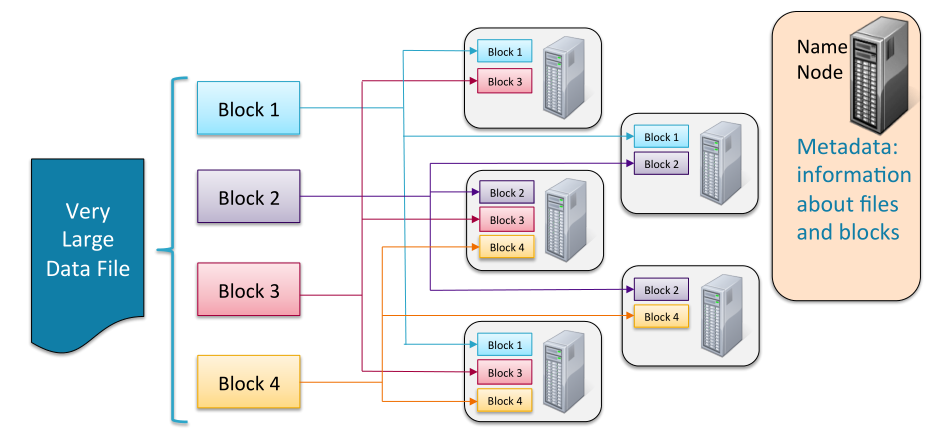 Very
Large
Data File
Block 1
Block 2
Block 3
Block 4
Block 1
Block 3
Block 1
Block 2
Block 2
Block 3
Block 4
Block 2
Block 4
Block 1
Block 3
Block 4
Name
Node
Metadata:
information
about files
and blocks